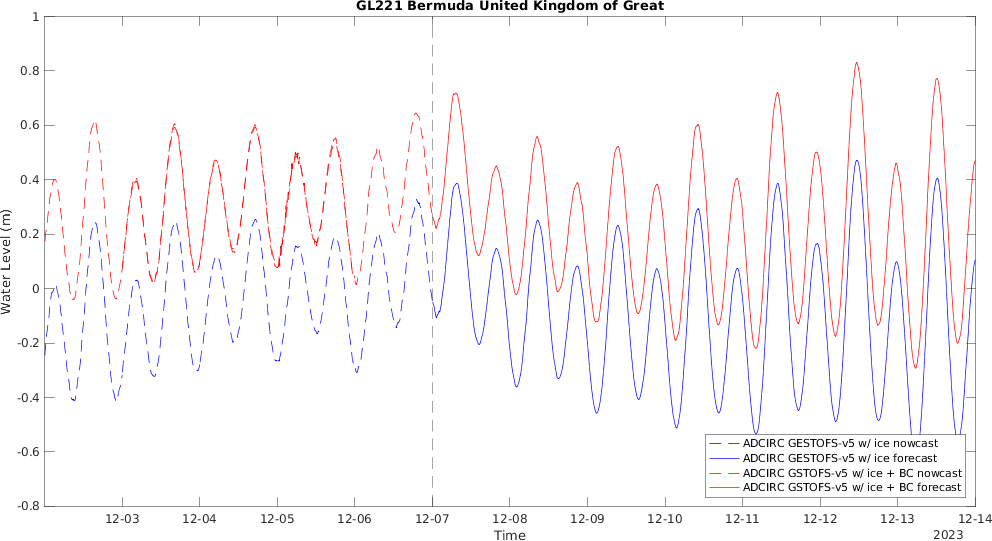 GL221 Bermuda United Kingdom of Great
1
0.8
0.6
0.4
0.2
0
-0.2
-0.4
-0.6
-0.8
Water Level (m)
ADCIRC GESTOFS-v5 w/ ice nowcast
ADCIRC GESTOFS-v5 w/ ice forecast
ADCIRC GSTOFS-v5 w/ ice + BC nowcast
ADCIRC GSTOFS-v5 w/ ice + BC forecast
12-03 12-04 12-05 12-06 12-07 12-08 12-09 12-10 12-11 12-12 12-13 12-14
Time
2023